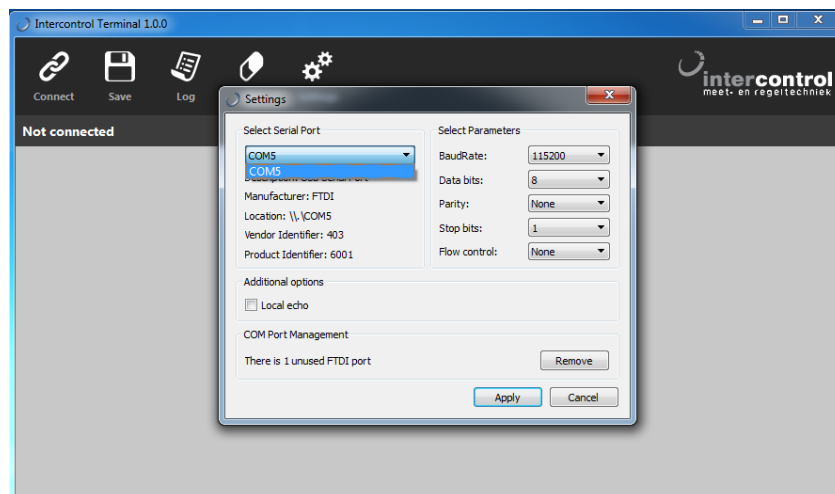 Intercontrol Terminal 1.0.0
Connect
Save
Log
intercontrol
meet- en regeltechniek
Not connected
Settings
Select Serial Port
COM5
COM5
Manufacturer: FTDI
Location: \\.\COM5
Vendor Identifier: 403
Product Identifier: 6001
Select Parameters
BaudRate: 115200
Data bits: 8
Parity: None
Stop bits: 1
Flow control: None
Additional options
Local echo
COM Port Management
There is 1 unused FTDI port
Remove
Apply
Cancel